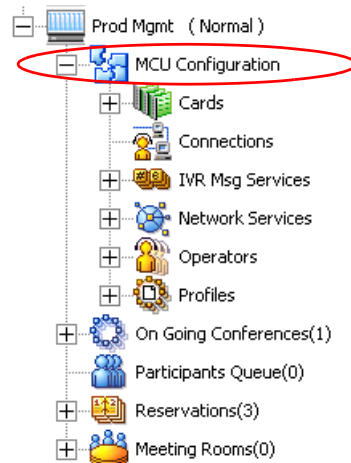 Prod Mgmt ( Normal )
MCU Configuration
Cards
Connections
IVR Msg Services
Network Services
Operators
Profiles
On Going Conferences(1)
Participants Queue(0)
Reservations(3)
Meeting Rooms(0)